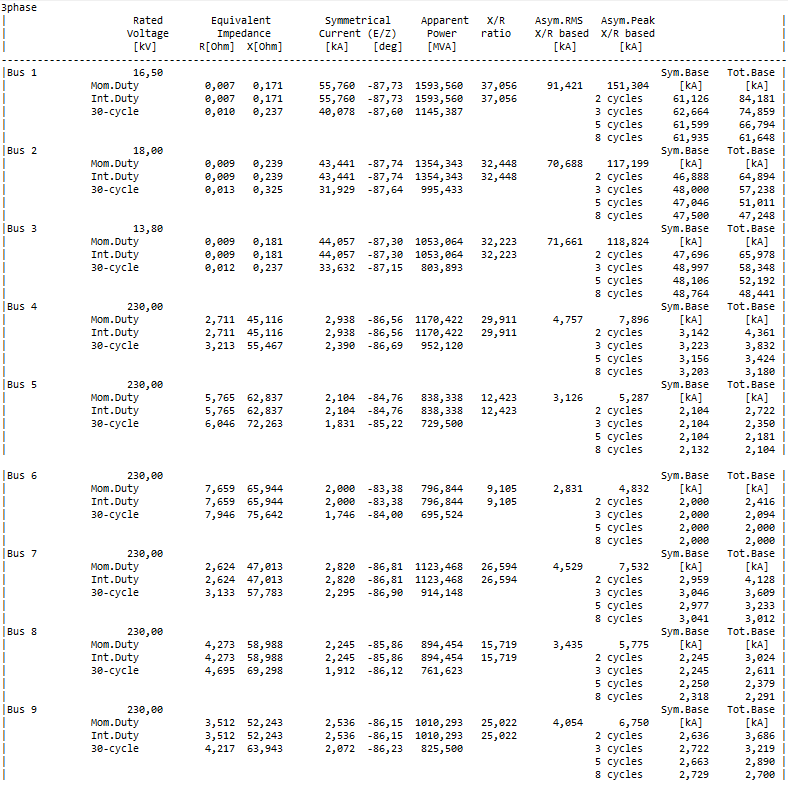 3phase
| Rated Equivalent Symmetrical Apparent X/R Asym.RMS Asym.Peak |
| Voltage Impedance Current (E/Z) Power ratio X/R based X/R based |
| [kV] R[Ohm] X[Ohm] [kA] [deg] [MVA] [kA] [kA] |
|Bus 1 16,50 Sym.Base Tot.Base |
| Mom.Duty 0,007 0,171 55,760 -87,73 1593,560 37,056 91,421 151,304 [kA] [kA] |
| Int.Duty 0,007 0,171 55,760 -87,73 1593,560 37,056 2 cycles 61,126 84,181 |
| 30-cycle 0,010 0,237 40,078 -87,60 1145,387 3 cycles 62,664 74,859 |
| 5 cycles 61,599 66,794 |
| 8 cycles 61,935 61,648 |
|Bus 2 18,00 Sym.Base Tot.Base |
| Mom.Duty 0,009 0,239 43,441 -87,74 1354,343 32,448 70,688 117,199 [kA] [kA] |
| Int.Duty 0,009 0,239 43,441 -87,74 1354,343 32,448 2 cycles 46,888 64,894 |
| 30-cycle 0,013 0,325 31,929 -87,64 995,433 3 cycles 48,000 57,238 |
| 5 cycles 47,046 51,011 |
| 8 cycles 47,500 47,248 |
|Bus 3 13,80 Sym.Base Tot.Base |
| Mom.Duty 0,009 0,181 44,057 -87,30 1053,064 32,223 71,661 118,824 [kA] [kA] |
| Int.Duty 0,009 0,181 44,057 -87,30 1053,064 32,223 2 cycles 47,696 65,978 |
| 30-cycle 0,012 0,237 33,632 -87,15 803,893 3 cycles 48,997 58,348 |
| 5 cycles 48,106 52,192 |
| 8 cycles 48,764 48,441 |
|Bus 4 230,00 Sym.Base Tot.Base |
| Mom.Duty 2,711 45,116 2,938 -86,56 1170,422 29,911 4,757 7,896 [kA] [kA] |
| Int.Duty 2,711 45,116 2,938 -86,56 1170,422 29,911 2 cycles 3,142 4,361 |
| 30-cycle 3,213 55,467 2,390 -86,69 952,120 3 cycles 3,223 3,832 |
| 5 cycles 3,156 3,424 |
| 8 cycles 3,203 3,180 |
|Bus 5 230,00 Sym.Base Tot.Base |
| Mom.Duty 5,765 62,837 2,104 -84,76 838,338 12,423 3,126 5,287 [kA] [kA] |
| Int.Duty 5,765 62,837 2,104 -84,76 838,338 12,423 2 cycles 2,104 2,722 |
| 30-cycle 6,046 72,263 1,831 -85,22 729,500 3 cycles 2,104 2,350 |
| 5 cycles 2,104 2,181 |
| 8 cycles 2,132 2,104 |
|Bus 6 230,00 Sym.Base Tot.Base |
| Mom.Duty 7,659 65,944 2,000 -83,38 796,844 9,105 2,831 4,832 [kA] [kA] |
| Int.Duty 7,659 65,944 2,000 -83,38 796,844 9,105 2 cycles 2,000 2,416 |
| 30-cycle 7,946 75,642 1,746 -84,00 695,524 3 cycles 2,000 2,094 |
| 5 cycles 2,000 2,000 |
| 8 cycles 2,000 2,000 |
|Bus 7 230,00 Sym.Base Tot.Base |
| Mom.Duty 2,624 47,013 2,820 -86,81 1123,468 26,594 4,529 7,532 [kA] [kA] |
| Int.Duty 2,624 47,013 2,820 -86,81 1123,468 26,594 2 cycles 2,959 4,128 |
| 30-cycle 3,133 57,783 2,295 -86,90 914,148 3 cycles 3,046 3,609 |
| 5 cycles 2,977 3,233 |
| 8 cycles 3,041 3,012 |
|Bus 8 230,00 Sym.Base Tot.Base |
| Mom.Duty 4,273 58,988 2,245 -85,86 894,454 15,719 3,435 5,775 [kA] [kA] |
| Int.Duty 4,273 58,988 2,245 -85,86 894,454 15,719 2 cycles 2,245 3,024 |
| 30-cycle 4,695 69,298 1,912 -86,12 761,623 3 cycles 2,245 2,611 |
| 5 cycles 2,250 2,379 |
| 8 cycles 2,318 2,291 |
|Bus 9 230,00 Sym.Base Tot.Base |
| Mom.Duty 3,512 52,243 2,536 -86,15 1010,293 25,022 4,054 6,750 [kA] [kA] |
| Int.Duty 3,512 52,243 2,536 -86,15 1010,293 25,022 2 cycles 2,636 3,686 |
| 30-cycle 4,217 63,943 2,072 -86,23 825,500 3 cycles 2,722 3,219 |
| 5 cycles 2,663 2,890 |
| 8 cycles 2,729 2,700 |